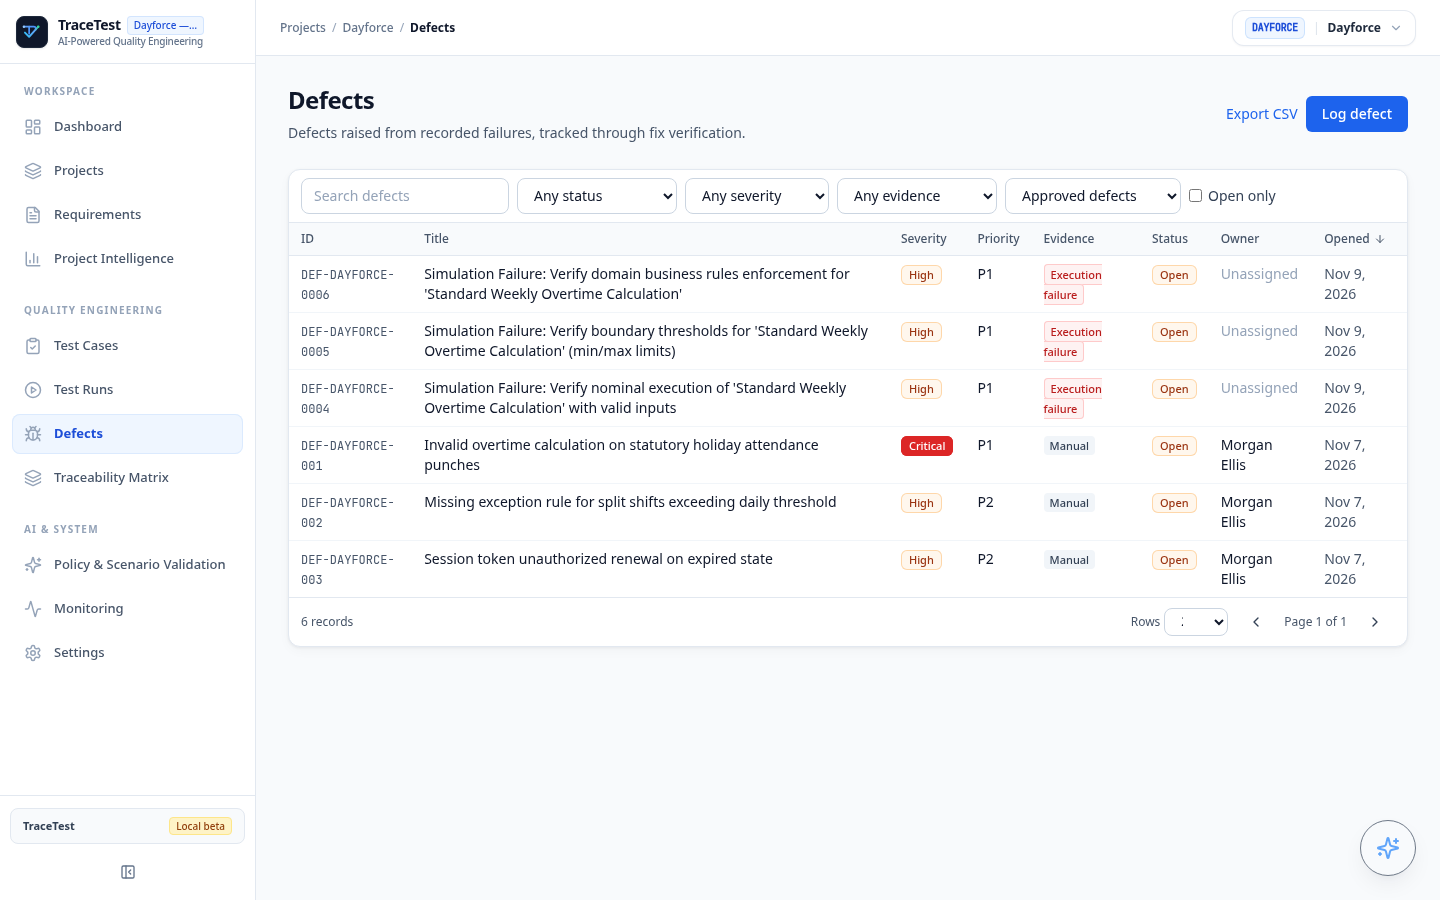 TraceTest Dayforce —...
AI-Powered Quality Engineering
Projects / Dayforce / Defects
DAYFORCE Dayforce
WORKSPACE
Dashboard
Projects
Requirements
Project Intelligence
QUALITY ENGINEERING
Test Cases
Test Runs
Defects
Traceability Matrix
AI & SYSTEM
Policy & Scenario Validation
Monitoring
Settings
TraceTest Local beta
Defects
Defects raised from recorded failures, tracked through fix verification.
Export CSV Log defect
Search defects Any status Any severity Any evidence Approved defects Open only
ID Title Severity Priority Evidence Status Owner Opened
DEF-DAYFORCE- Simulation Failure: Verify domain business rules enforcement for High P1 Execution Open Unassigned Nov 9,
0006 'Standard Weekly Overtime Calculation' failure 2026
DEF-DAYFORCE- Simulation Failure: Verify boundary thresholds for 'Standard Weekly High P1 Execution Open Unassigned Nov 9,
0005 Overtime Calculation' (min/max limits) failure 2026
DEF-DAYFORCE- Simulation Failure: Verify nominal execution of 'Standard Weekly High P1 Execution Open Unassigned Nov 9,
0004 Overtime Calculation' with valid inputs failure 2026
DEF-DAYFORCE- Invalid overtime calculation on statutory holiday attendance Critical P1 Manual Open Morgan Nov 7,
001 punches Ellis 2026
DEF-DAYFORCE- Missing exception rule for split shifts exceeding daily threshold High P2 Manual Open Morgan Nov 7,
002 Ellis 2026
DEF-DAYFORCE- Session token unauthorized renewal on expired state High P2 Manual Open Morgan Nov 7,
003 Ellis 2026
6 records Rows Page 1 of 1